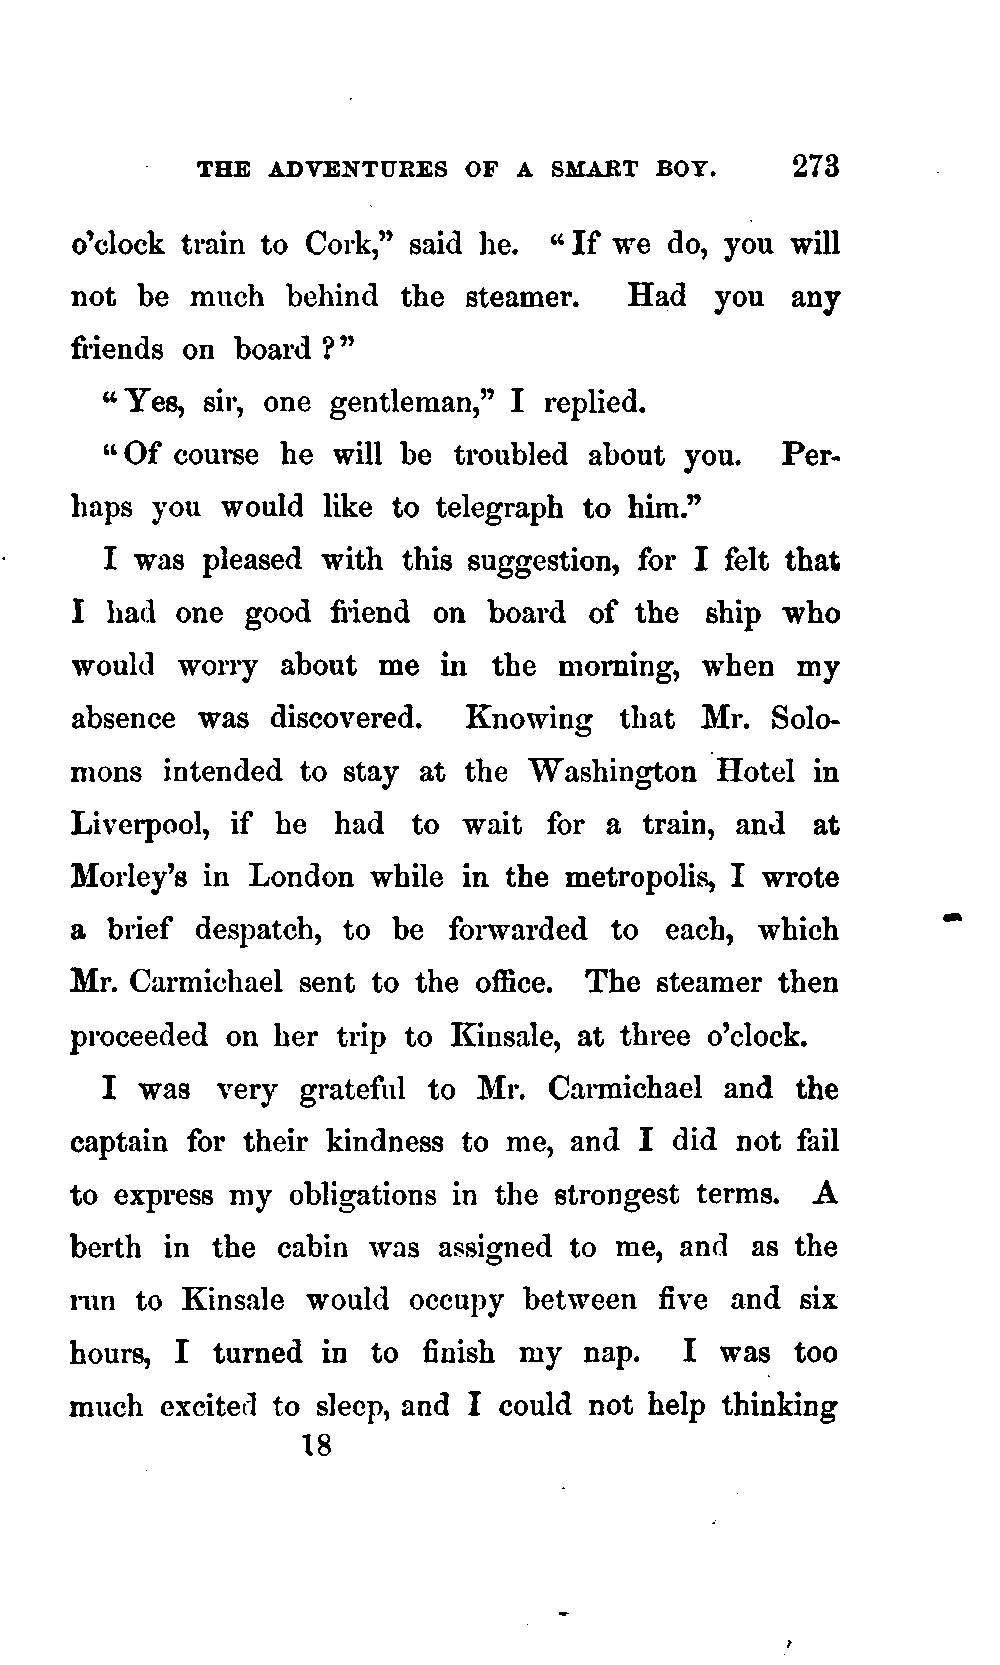 THE ADVENTURES OF A SMART BOY. 273
o'clock train to Cork," said he. "If we do, you will
not be much behind the steamer. Had you any
friends on board?"
"Yes, sir, one gentleman," I replied.
"Of course he will be troubled about you. Per-
haps you would like to telegraph to him."
I was pleased with this suggestion, for I felt that
I had one good friend on board of the ship who
would worry about me in the morning, when my
absence was discovered. Knowing that Mr. Solo-
mons intended to stay at the Washington Hotel in
Liverpool, if he had to wait for a train, and at
Morley's in London while in the metropolis, I wrote
a brief despatch, to be forwarded to each, which
Mr. Carmichael sent to the office. The steamer then
proceeded on her trip to Kinsale, at three o'clock.
I was very grateful to Mr. Carmichael and the
captain for their kindness to me, and I did not fail
to express my obligations in the strongest terms. A
berth in the cabin was assigned to me, and as the
run to Kinsale would occupy between five and six
hours, I turned in to finish my nap. I was too
much excited to sleep, and I could not help thinking
18